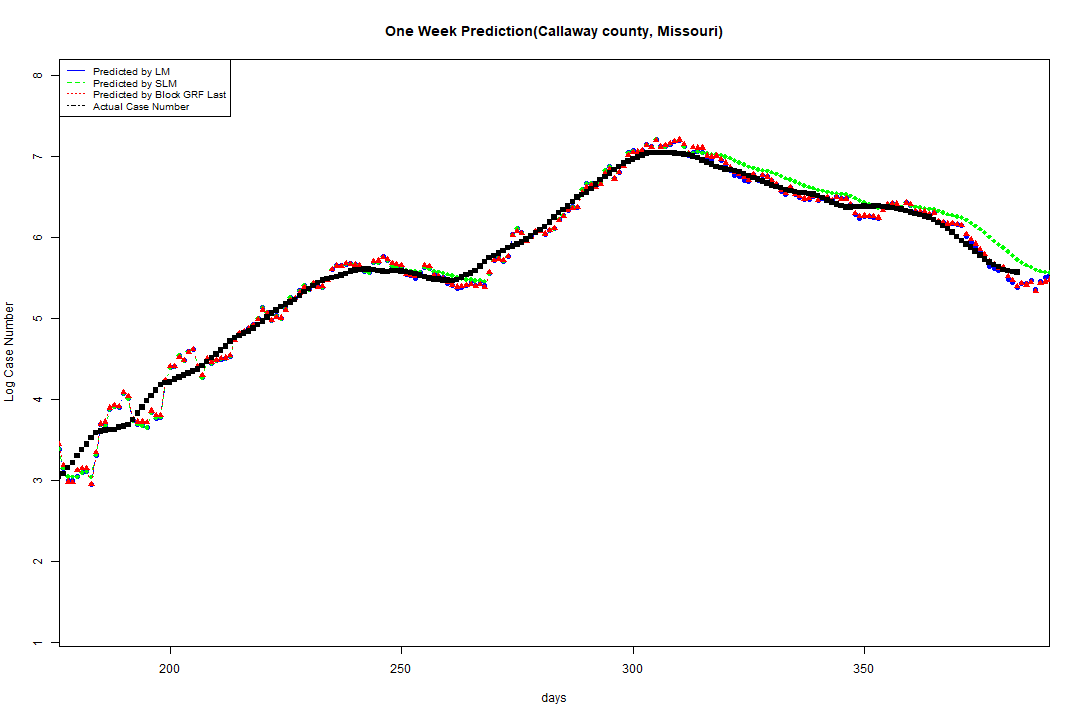 One Week Prediction(Callaway county, Missouri)
Predicted by LM
Predicted by SLM
Predicted by Block GRF Last
Actual Case Number
8
7
6
5
4
3
2
1
Log Case Number
200 250 300 350
days